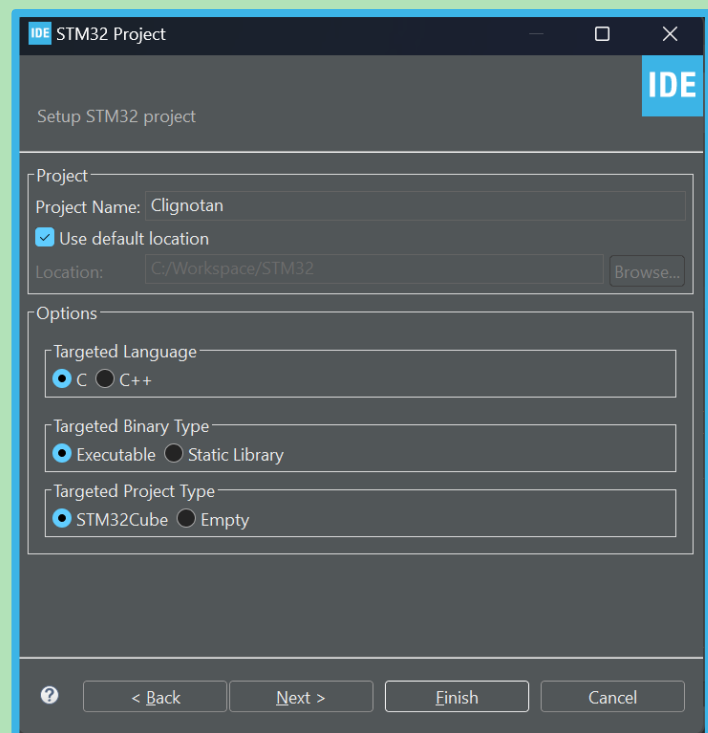 IDE STM32 Project
IDE
Setup STM32 project
Project
Project Name: Clignotan
Use default location
Location: C:/Workspace/STM32 Browse...
Options
Targeted Language
C C++
Targeted Binary Type
Executable Static Library
Targeted Project Type
STM32Cube Empty
? < Back Next > Finish Cancel